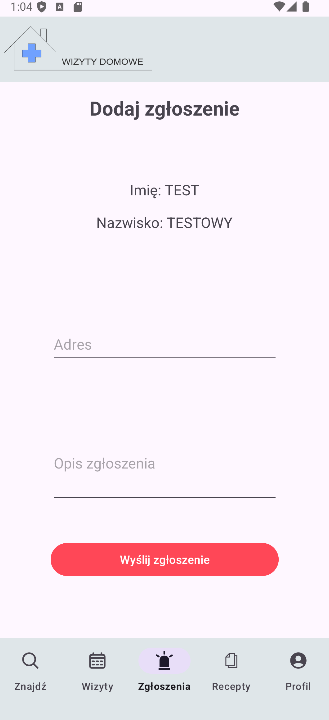 1:04
WIZYTY DOMOWE
Dodaj zgłoszenie
Imię: TEST
Nazwisko: TESTOWY
Adres
Opis zgłoszenia
Wyślij zgłoszenie
Znajdź Wizyty Zgłoszenia Recepty Profil